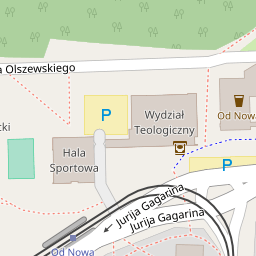 a Olszewskiego
P
Wydział
Teologiczny
Od Nowa
cki
Hala
Sportowa
P
Jurija Gagarina
Jurija Gagarina
Od Nowa